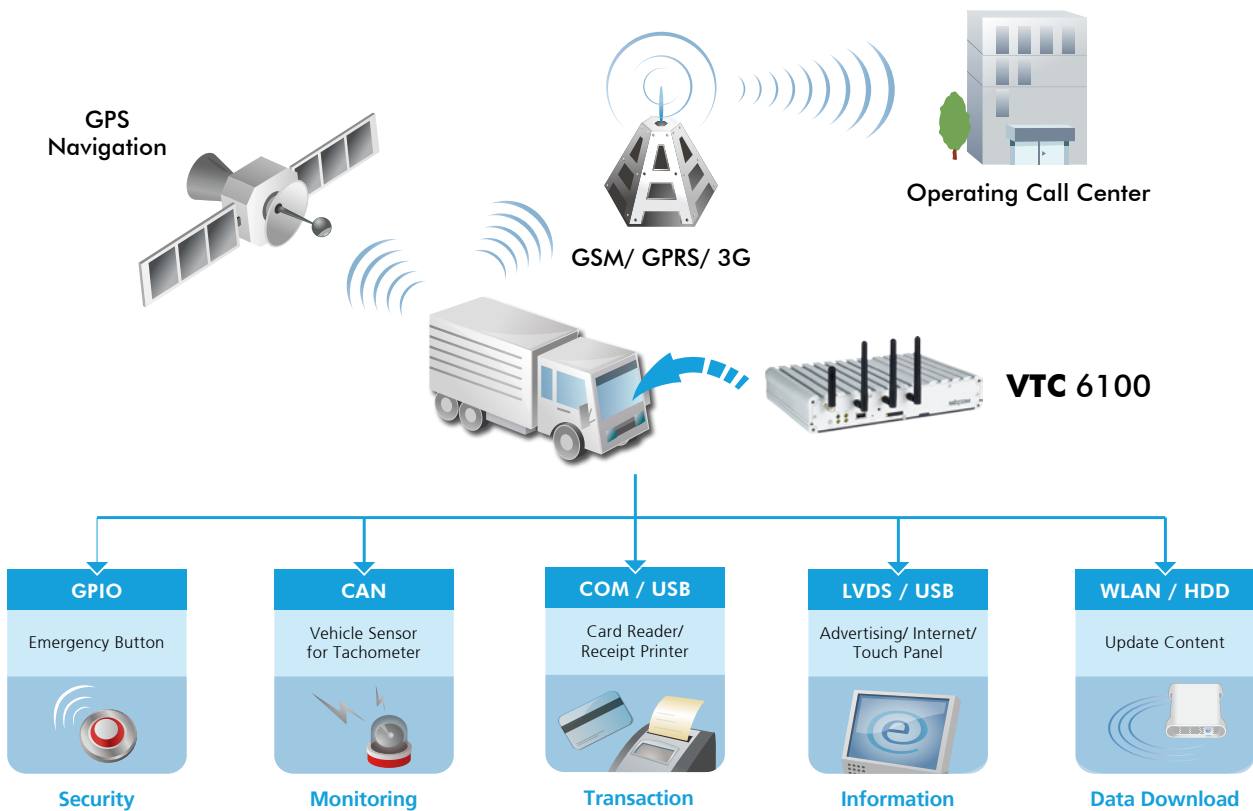 GPS
Navigation
GSM/ GPRS/ 3G
Operating Call Center
VTC 6100
GPIO
Emergency Button
Security
CAN
Vehicle Sensor
for Tachometer
Monitoring
COM / USB
Card Reader/
Receipt Printer
Transaction
LVDS / USB
Advertising/ Internet/
Touch Panel
Information
WLAN / HDD
Update Content
Data Download